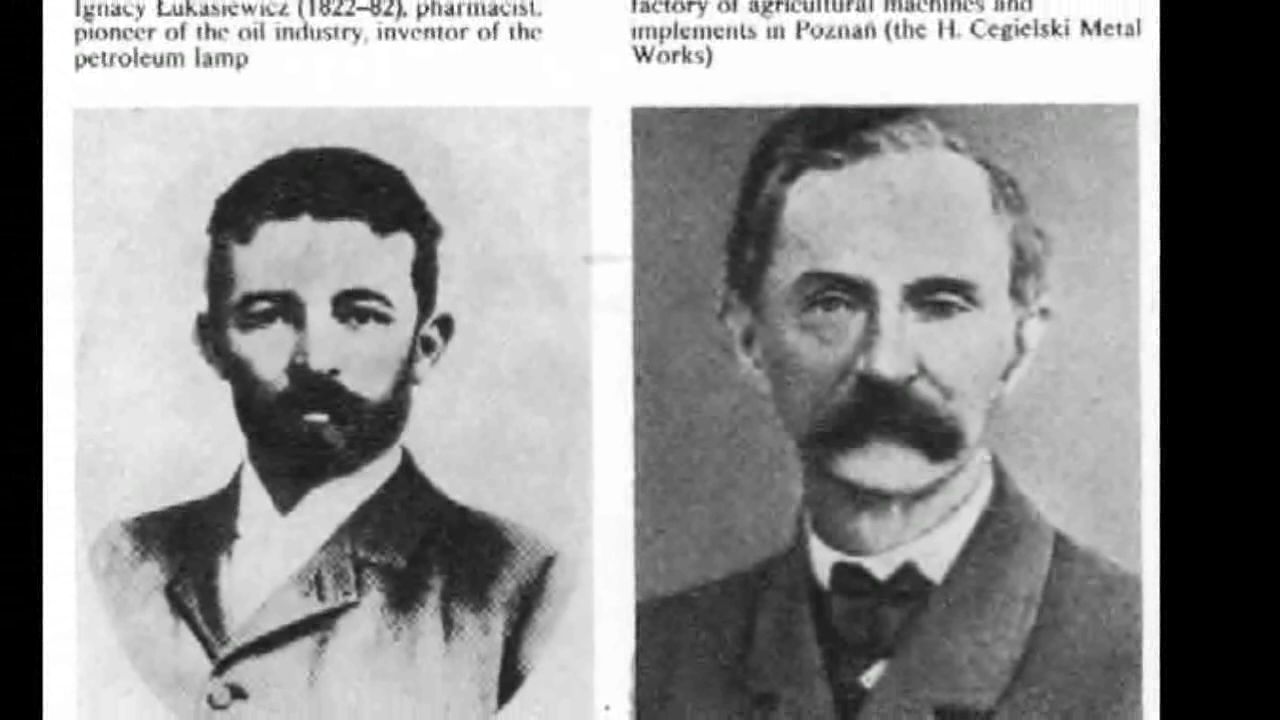 Ignacy Łukasiewicz (1822–82), pharmacist,
pioneer of the oil industry, inventor of the
petroleum lamp
factory of agricultural machines and
implements in Poznań (the H. Cegielski Metal
Works)